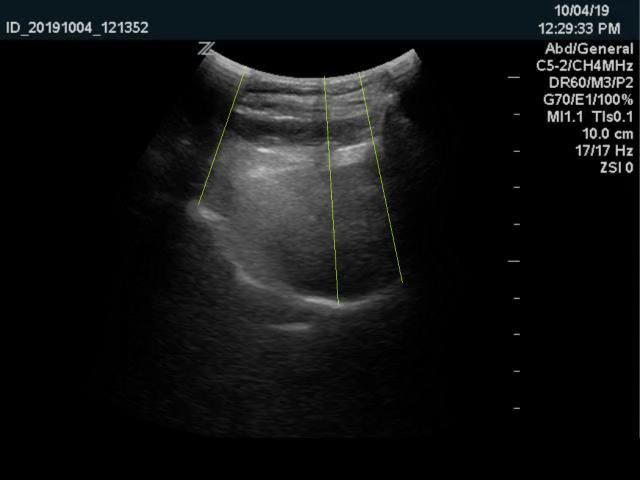 10/04/19
ID_20191004_121352
12:29:33 PM
Abd/General
C5-2/CH4MHz
DR60/M3/P2
G70/E1/100%
MI1.1 TIs0.1
10.0 cm
17/17 Hz
ZSI 0